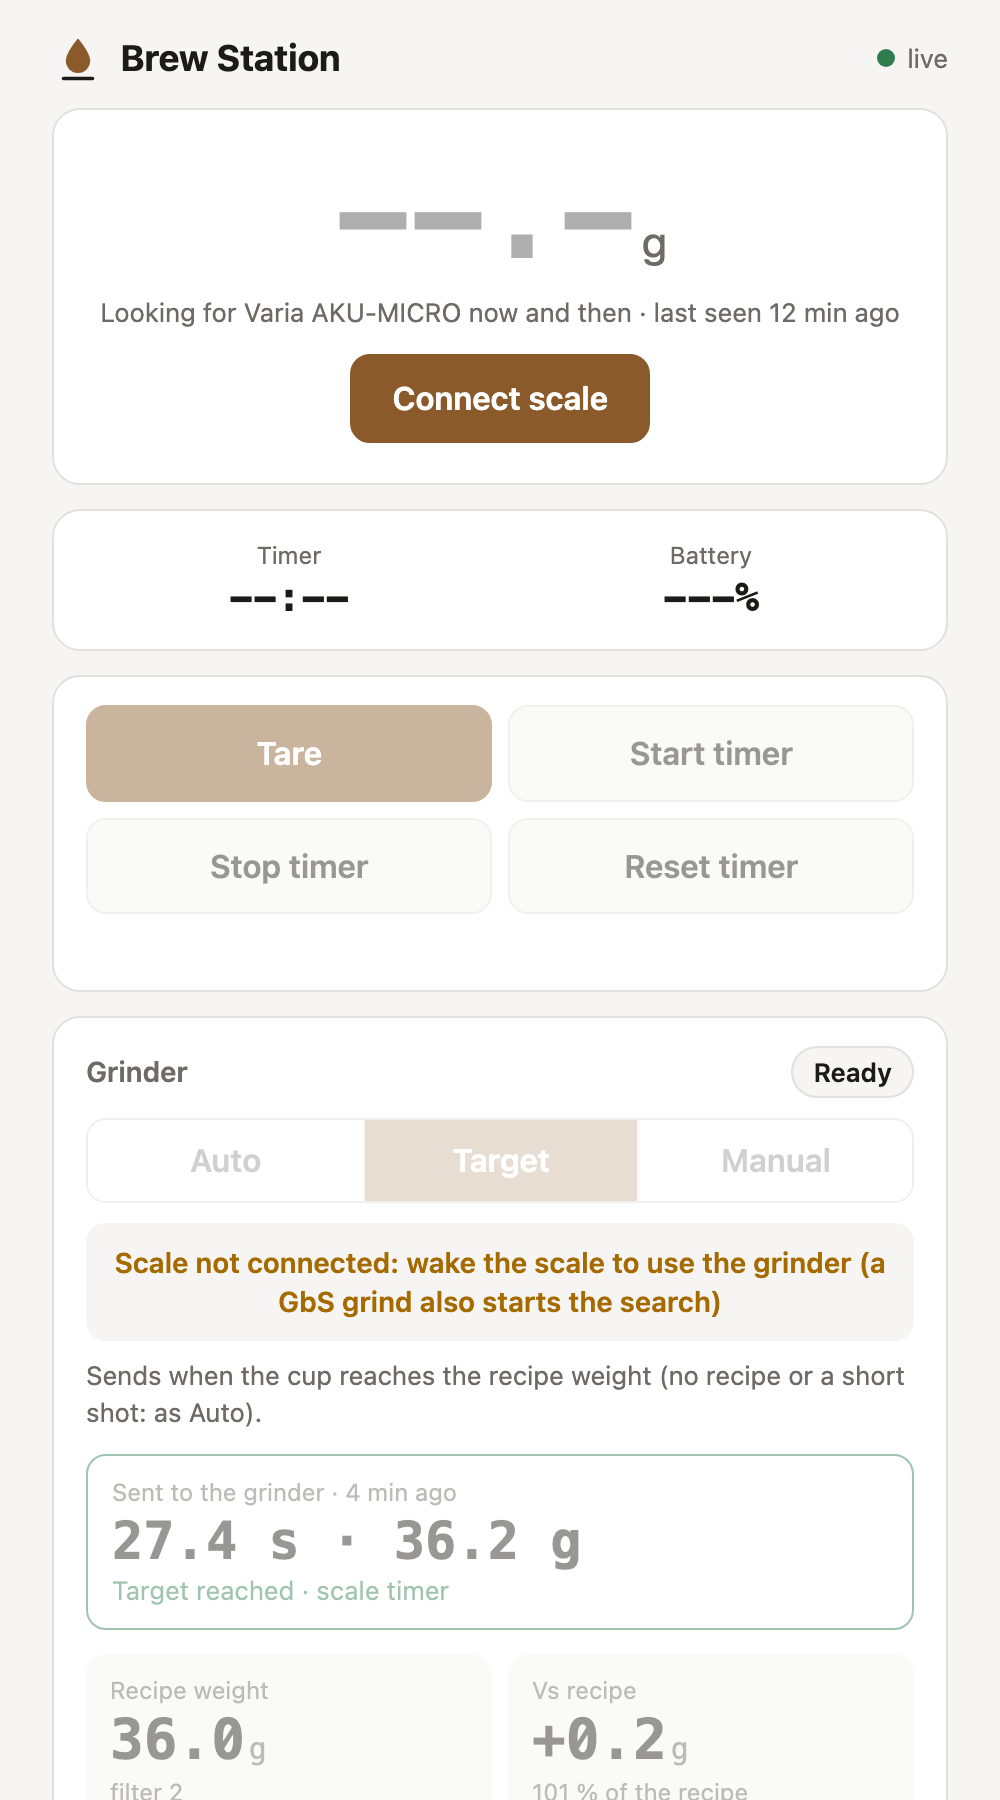 Brew Station
live
--.- g
Looking for Varia AKU-MICRO now and then · last seen 12 min ago
Connect scale
Timer
Battery
--:--
---%
Tare
Start timer
Stop timer
Reset timer
Grinder
Ready
Auto
Target
Manual
Scale not connected: wake the scale to use the grinder (a
GbS grind also starts the search)
Sends when the cup reaches the recipe weight (no recipe or a short
shot: as Auto).
Sent to the grinder · 4 min ago
27.4 s · 36.2 g
Target reached · scale timer
Recipe weight
36.0 g
filter 2
Vs recipe
+0.2 g
101 % of the recipe